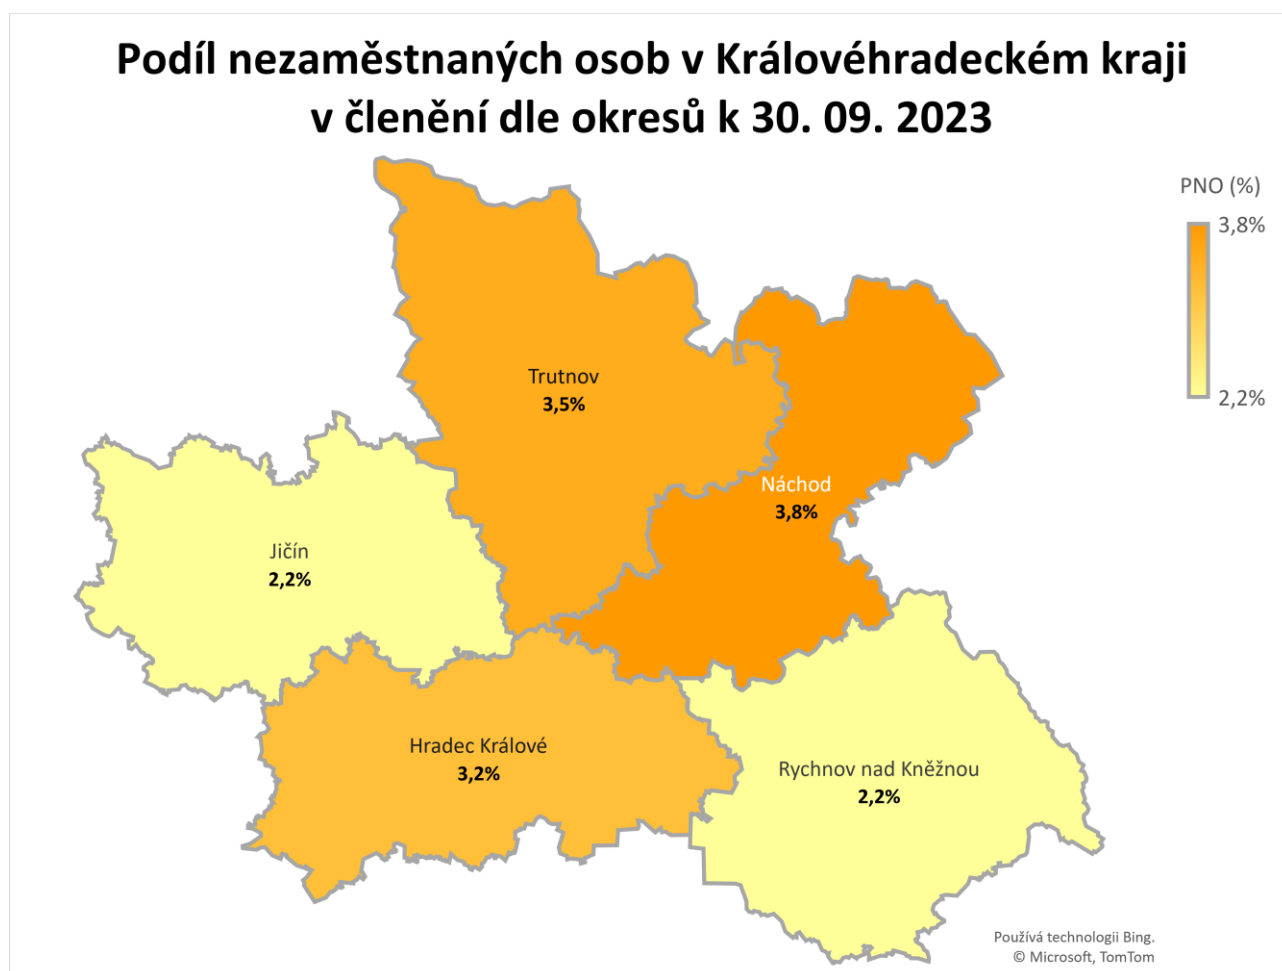 Podíl nezaměstnaných osob v Královéhradeckém kraji
v členění dle okresů k 30. 09. 2023
PNO (%)
3,8%
2,2%
Trutnov
3,5%
Náchod
3,8%
Jičín
2,2%
Hradec Králové
3,2%
Rychnov nad Kněžnou
2,2%
Používá technologii Bing.
© Microsoft, TomTom